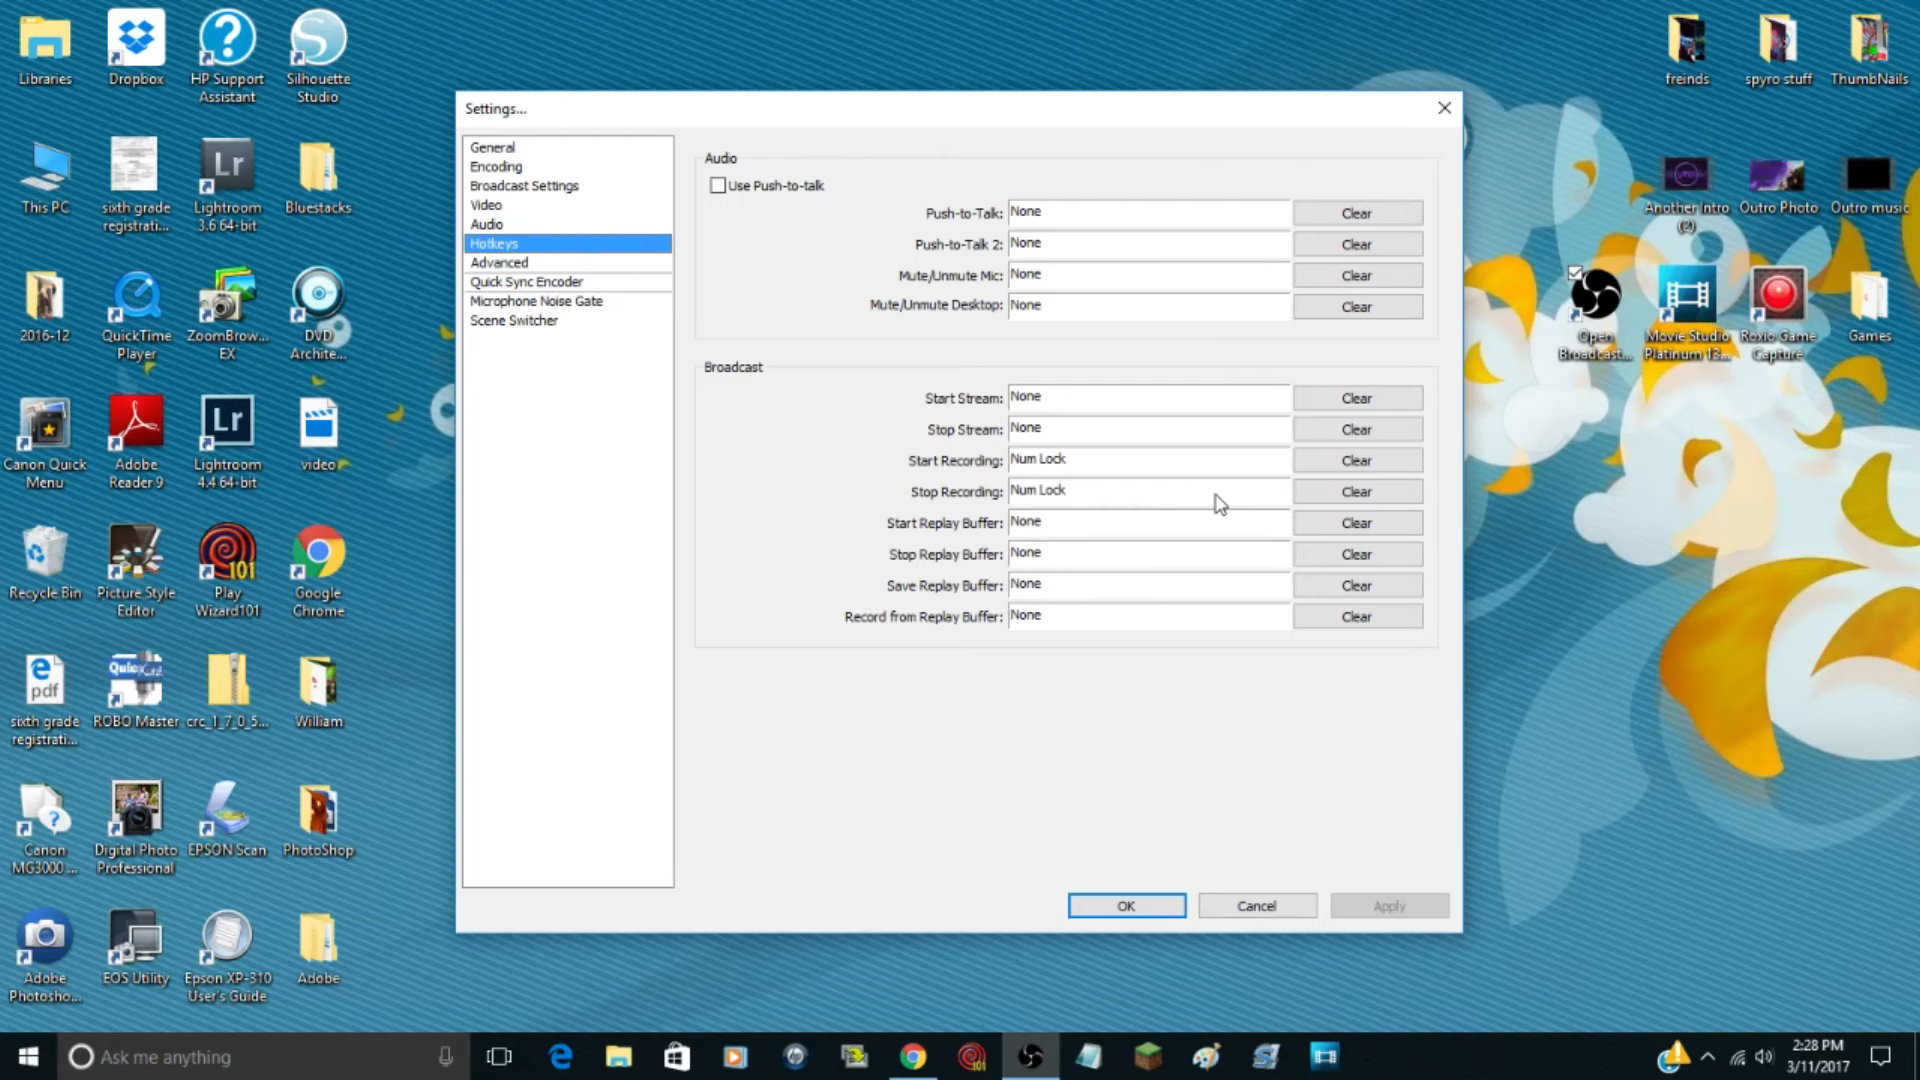 Libraries
Dropbox
HP Support
Assistant
Silhouette
Studio
freinds
spyro stuff
ThumbNails
This PC
sixth grade
registrati...
Lightroom
3.6 64-bit
Bluestacks
Another Intro
(2)
Outro Photo
Outro music
2016-12
QuickTime
Player
ZoomBrow...
EX
DVD
Archite...
Open
Broadcast...
Movie Studio
Platinum 13...
Roxio Game
Capture
Games
Canon Quick
Menu
Adobe
Reader 9
Lightroom
4.4 64-bit
video
Recycle Bin
Picture Style
Editor
Play
Wizard101
Google
Chrome
sixth grade
registrati...
ROBO Master
crc_1_7_0_5...
William
Canon
MG3000 ...
Digital Photo
Professional
EPSON Scan
PhotoShop
Adobe
Photosho...
EOS Utility
Epson XP-310
User's Guide
Adobe
Settings...
General
Encoding
Broadcast Settings
Video
Audio
Hotkeys
Advanced
Quick Sync Encoder
Microphone Noise Gate
Scene Switcher
Audio
Use Push-to-talk
Push-to-Talk: None Clear
Push-to-Talk 2: None Clear
Mute/Unmute Mic: None Clear
Mute/Unmute Desktop: None Clear
Broadcast
Start Stream: None Clear
Stop Stream: None Clear
Start Recording: Num Lock Clear
Stop Recording: Num Lock Clear
Start Replay Buffer: None Clear
Stop Replay Buffer: None Clear
Save Replay Buffer: None Clear
Record from Replay Buffer: None Clear
OK Cancel Apply
Ask me anything
2:28 PM
3/11/2017